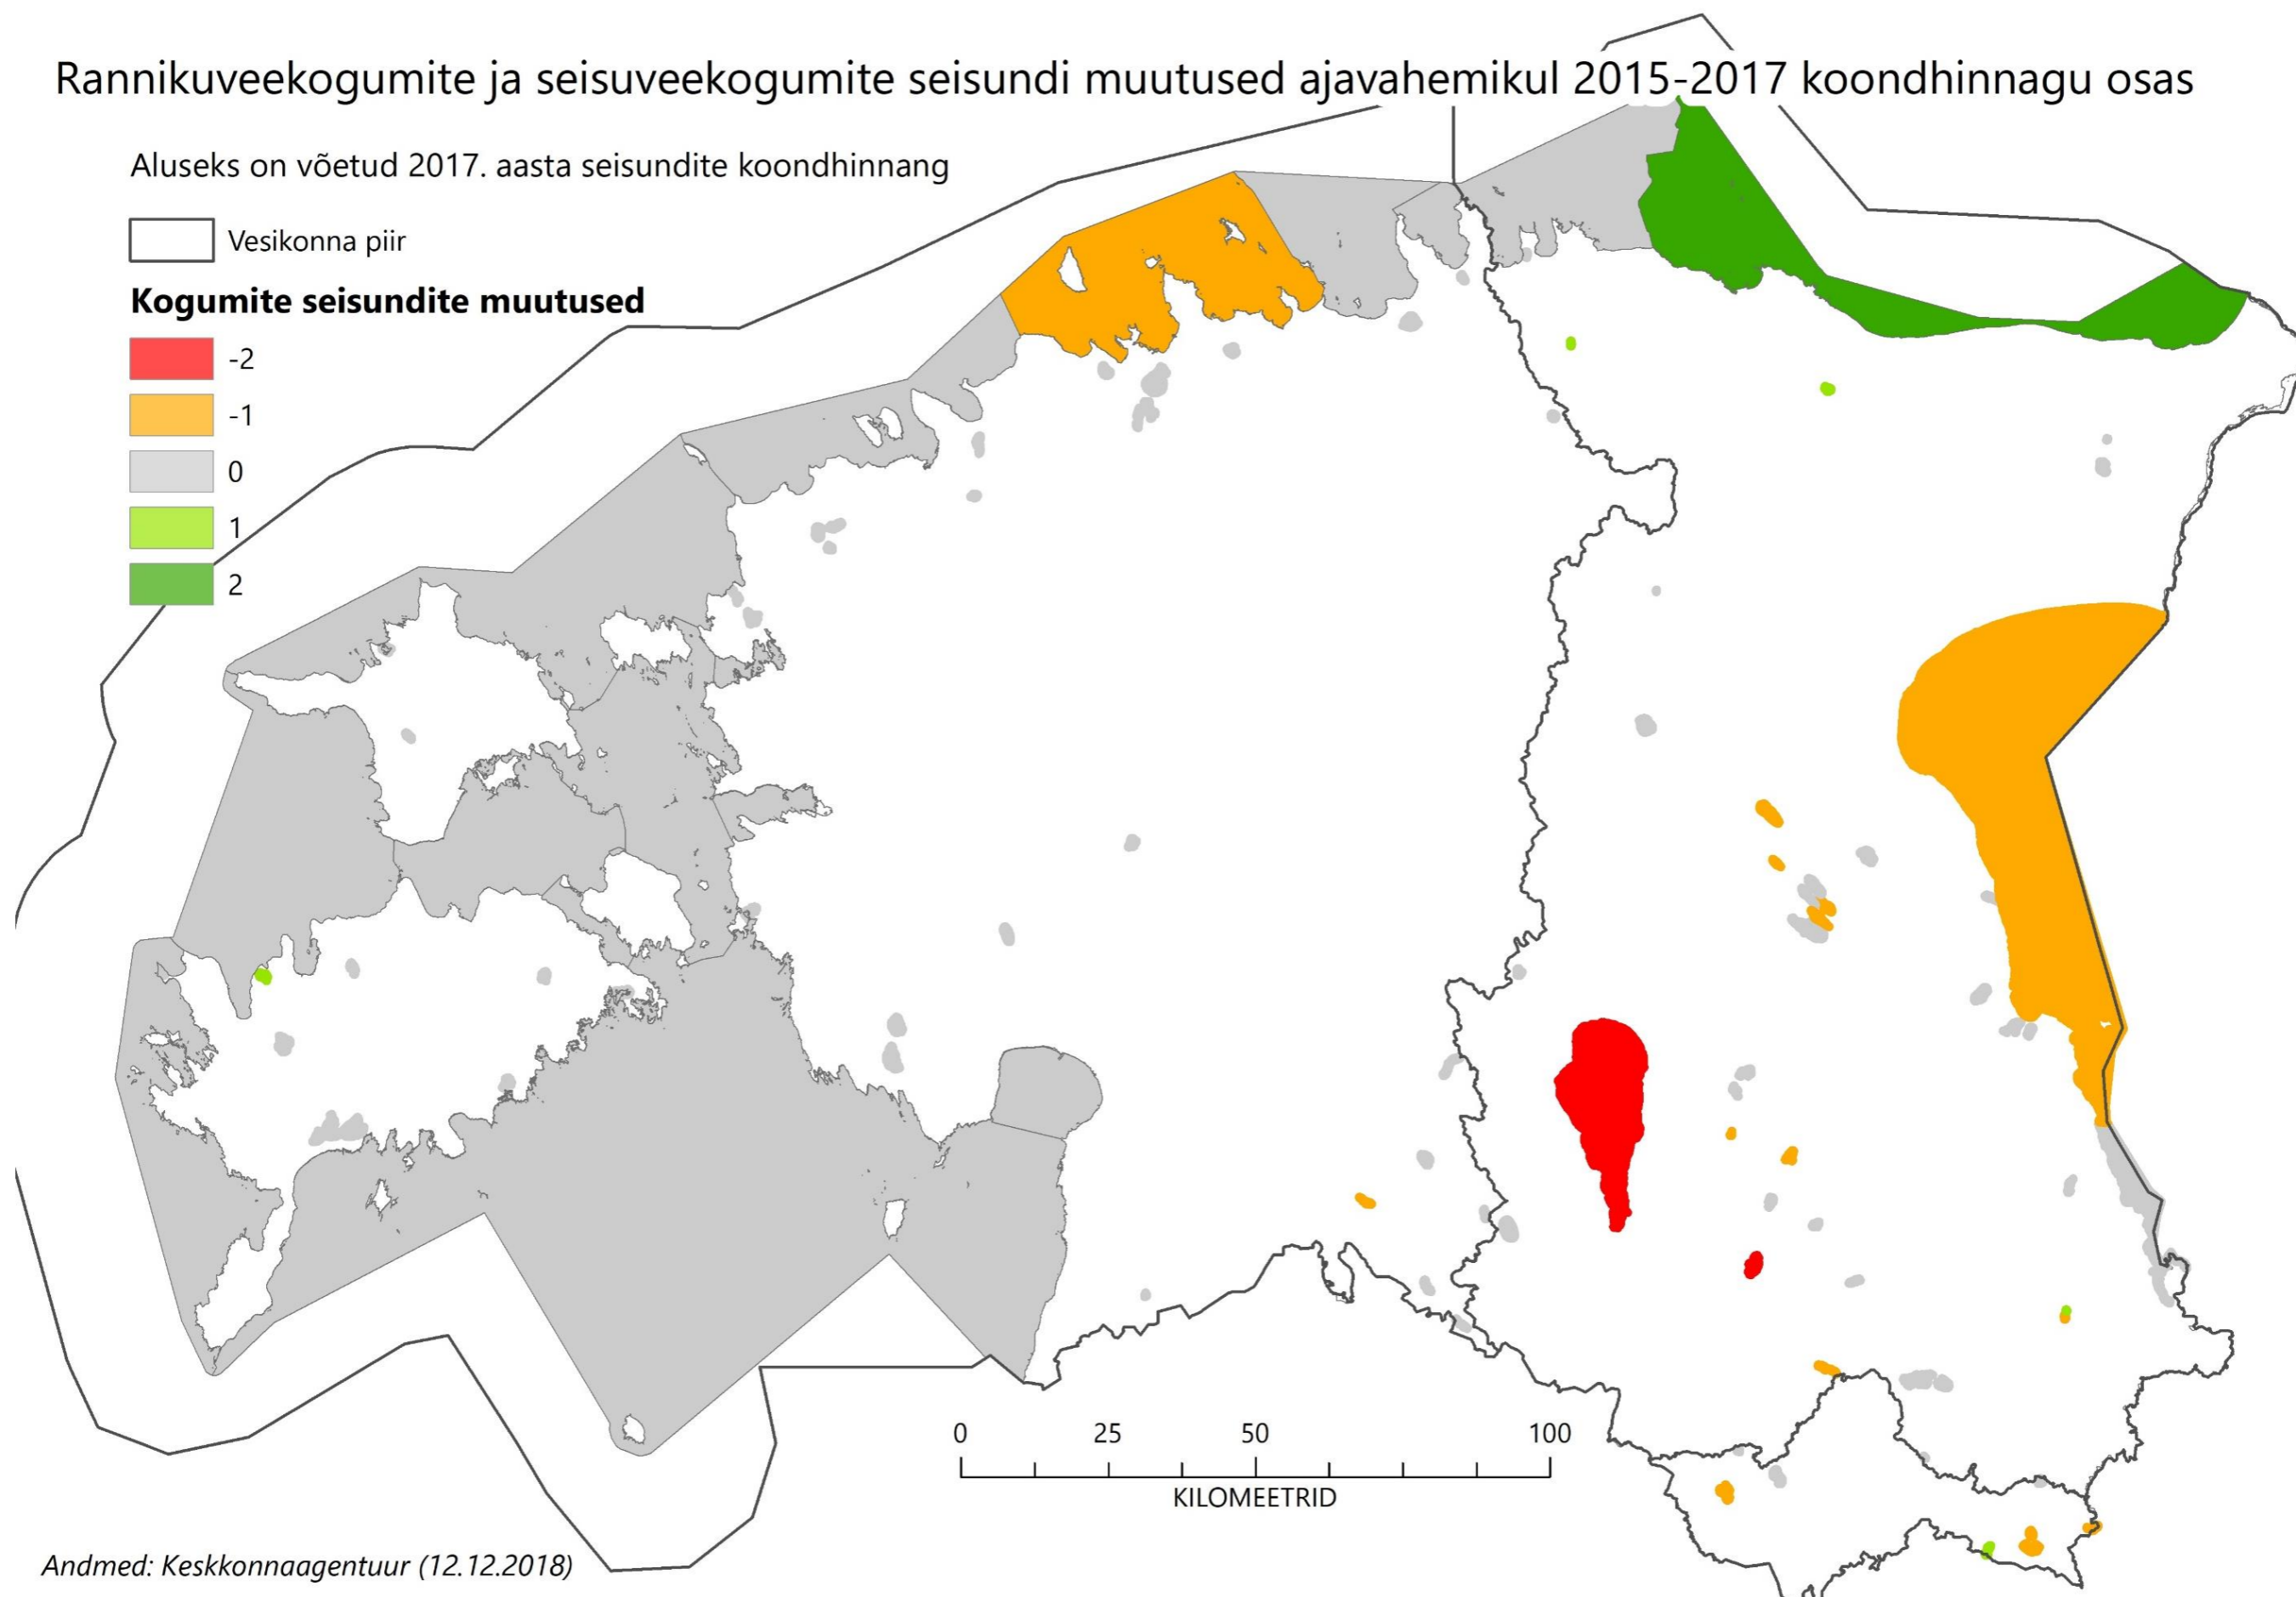 Rannikuveekogumite ja seisuveekogumite seisundi muutused ajavahemikul 2015-2017 koondhinnagu osas
Aluseks on võetud 2017. aasta seisundite koondhinnang
Vesikonna piir
Kogumite seisundite muutused
-2
-1
0
1
2
0 25 50 100
KILOMEETRID
Andmed: Keskkonnaagentuur (12.12.2018)